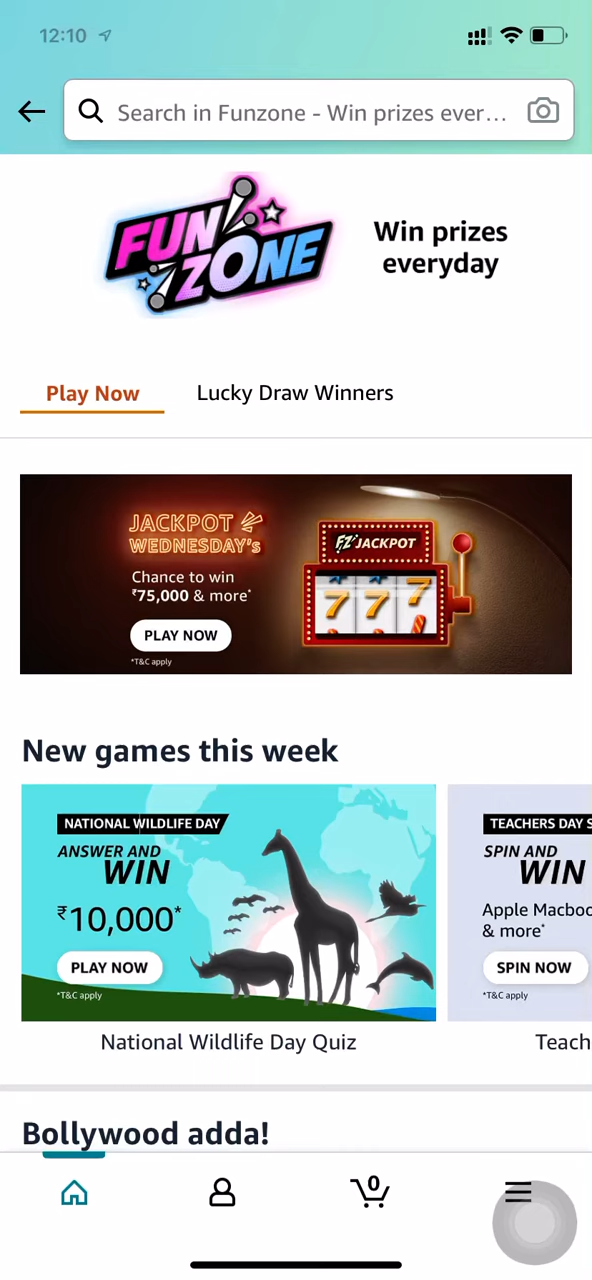 12:10
Search in Funzone - Win prizes ever...
FUN
ZONE
Win prizes
everyday
Play Now
Lucky Draw Winners
JACKPOT
WEDNESDAY's
Chance to win
₹75,000 & more*
PLAY NOW
*T&C apply
FZ JACKPOT
7 7 7
New games this week
NATIONAL WILDLIFE DAY
ANSWER AND
WIN
₹10,000*
PLAY NOW
*T&C apply
National Wildlife Day Quiz
TEACHERS DAY S
SPIN AND
WIN
Apple Macboo
& more*
SPIN NOW
*T&C apply
Teach
Bollywood adda!
0